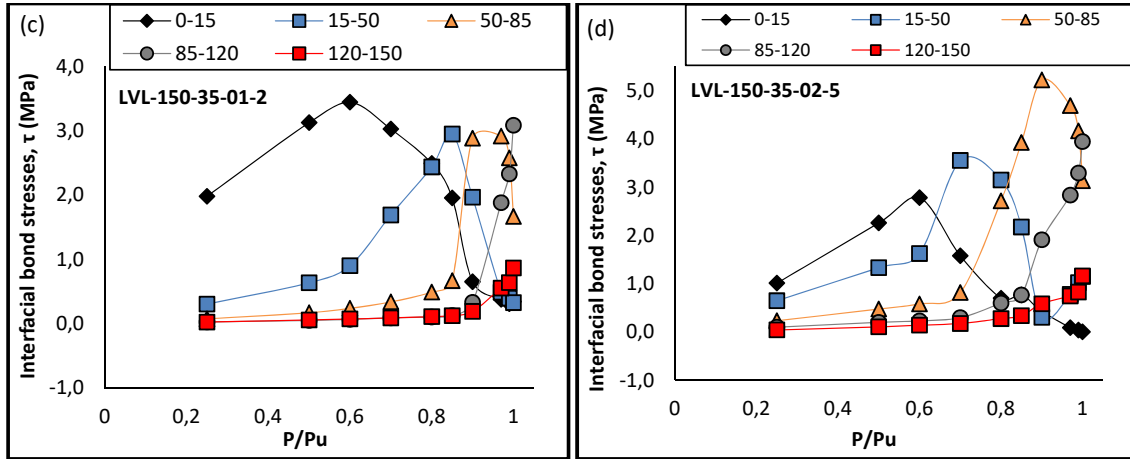 (c)
0-15 15-50 50-85
85-120 120-150
LVL-150-35-01-2
Interfacial bond stresses, τ (MPa)
4,0
3,0
2,0
1,0
0,0
-1,0
0 0,2 0,4 0,6 0,8 1
P/Pu
(d)
0-15 15-50 50-85
85-120 120-150
LVL-150-35-02-5
Interfacial bond stresses, τ (MPa)
5,0
4,0
3,0
2,0
1,0
0,0
-1,0
0 0,2 0,4 0,6 0,8 1
P/Pu